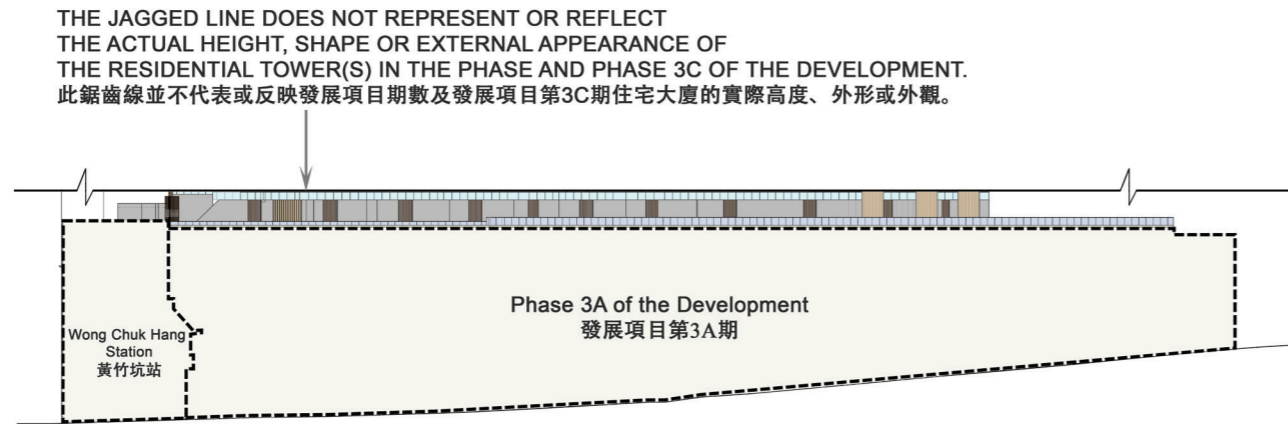 THE JAGGED LINE DOES NOT REPRESENT OR REFLECT
THE ACTUAL HEIGHT, SHAPE OR EXTERNAL APPEARANCE OF
THE RESIDENTIAL TOWER(S) IN THE PHASE AND PHASE 3C OF THE DEVELOPMENT.
此鋸齒線並不代表或反映發展項目期數及發展項目第3C期住宅大廈的實際高度、外形或外觀。
Phase 3A of the Development
發展項目第3A期
Wong Chuk Hang
Station
黃竹坑站